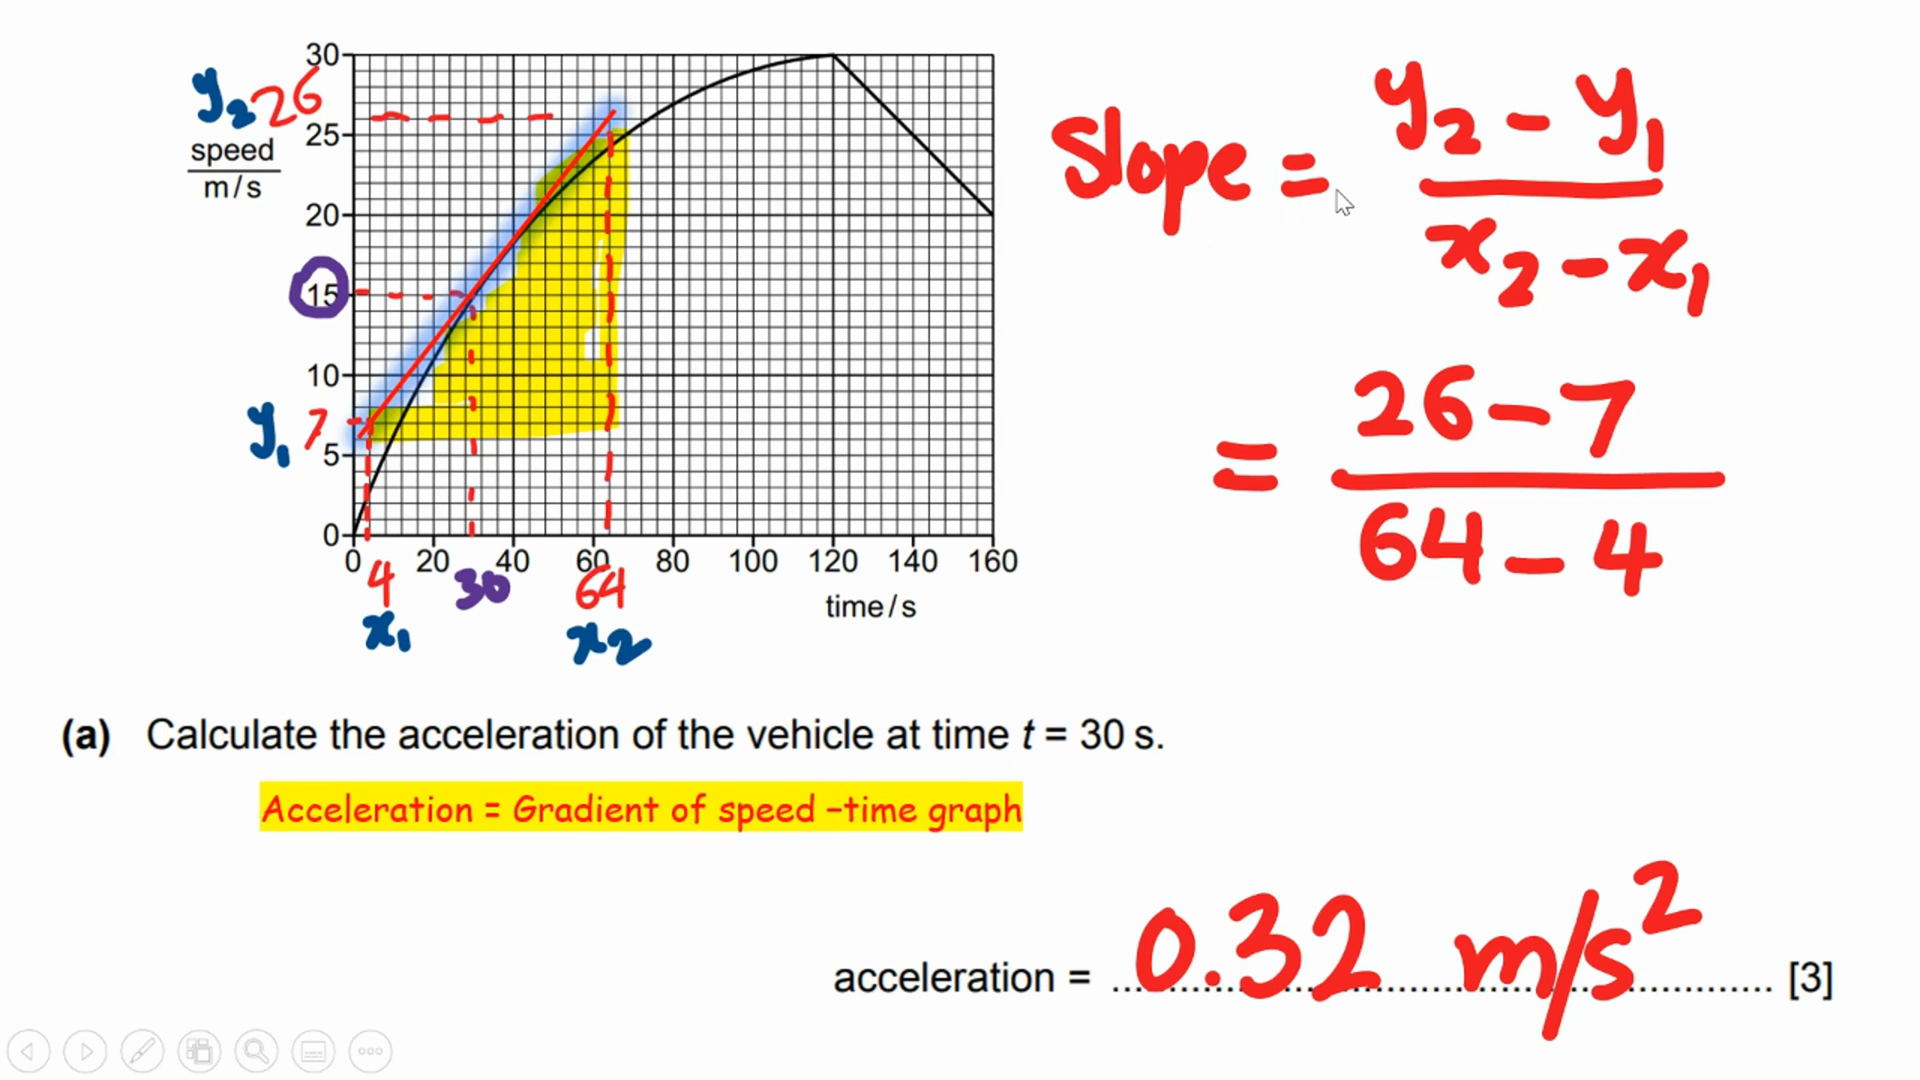 30
y₂ 26
25
speed
m / s
20
15
10
y₁ 7
5
0
0 20 40 60 80 100 120 140 160
4 30 64
x₁ x₂
time / s
Slope = y₂ - y₁
x₂ - x₁
= 26 - 7
64 - 4
(a) Calculate the acceleration of the vehicle at time t = 30 s.
Acceleration = Gradient of speed –time graph
acceleration = 0.32 m/s² [3]